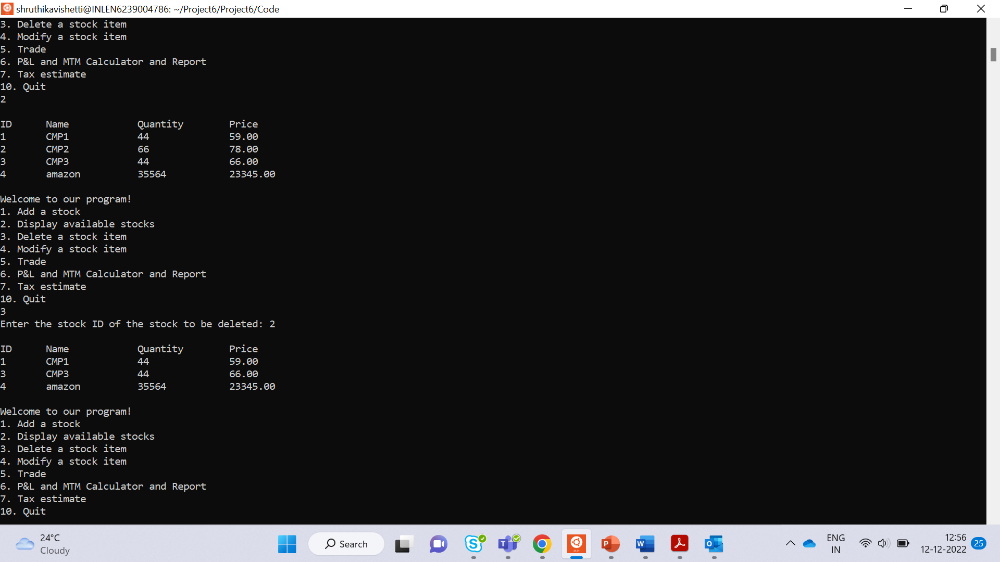 shruthikavishetti@INLEN6239004786: ~/Project6/Project6/Code
3. Delete a stock item
4. Modify a stock item
5. Trade
6. P&L and MTM Calculator and Report
7. Tax estimate
10. Quit
2
ID Name Quantity Price
1 CMP1 44 59.00
2 CMP2 66 78.00
3 CMP3 44 66.00
4 amazon 35564 23345.00
Welcome to our program!
1. Add a stock
2. Display available stocks
3. Delete a stock item
4. Modify a stock item
5. Trade
6. P&L and MTM Calculator and Report
7. Tax estimate
10. Quit
3
Enter the stock ID of the stock to be deleted: 2
ID Name Quantity Price
1 CMP1 44 59.00
3 CMP3 44 66.00
4 amazon 35564 23345.00
Welcome to our program!
1. Add a stock
2. Display available stocks
3. Delete a stock item
4. Modify a stock item
5. Trade
6. P&L and MTM Calculator and Report
7. Tax estimate
10. Quit
24°C
Cloudy
Search
S
T
P
W
O
ENG
IN
12:56
12-12-2022
25